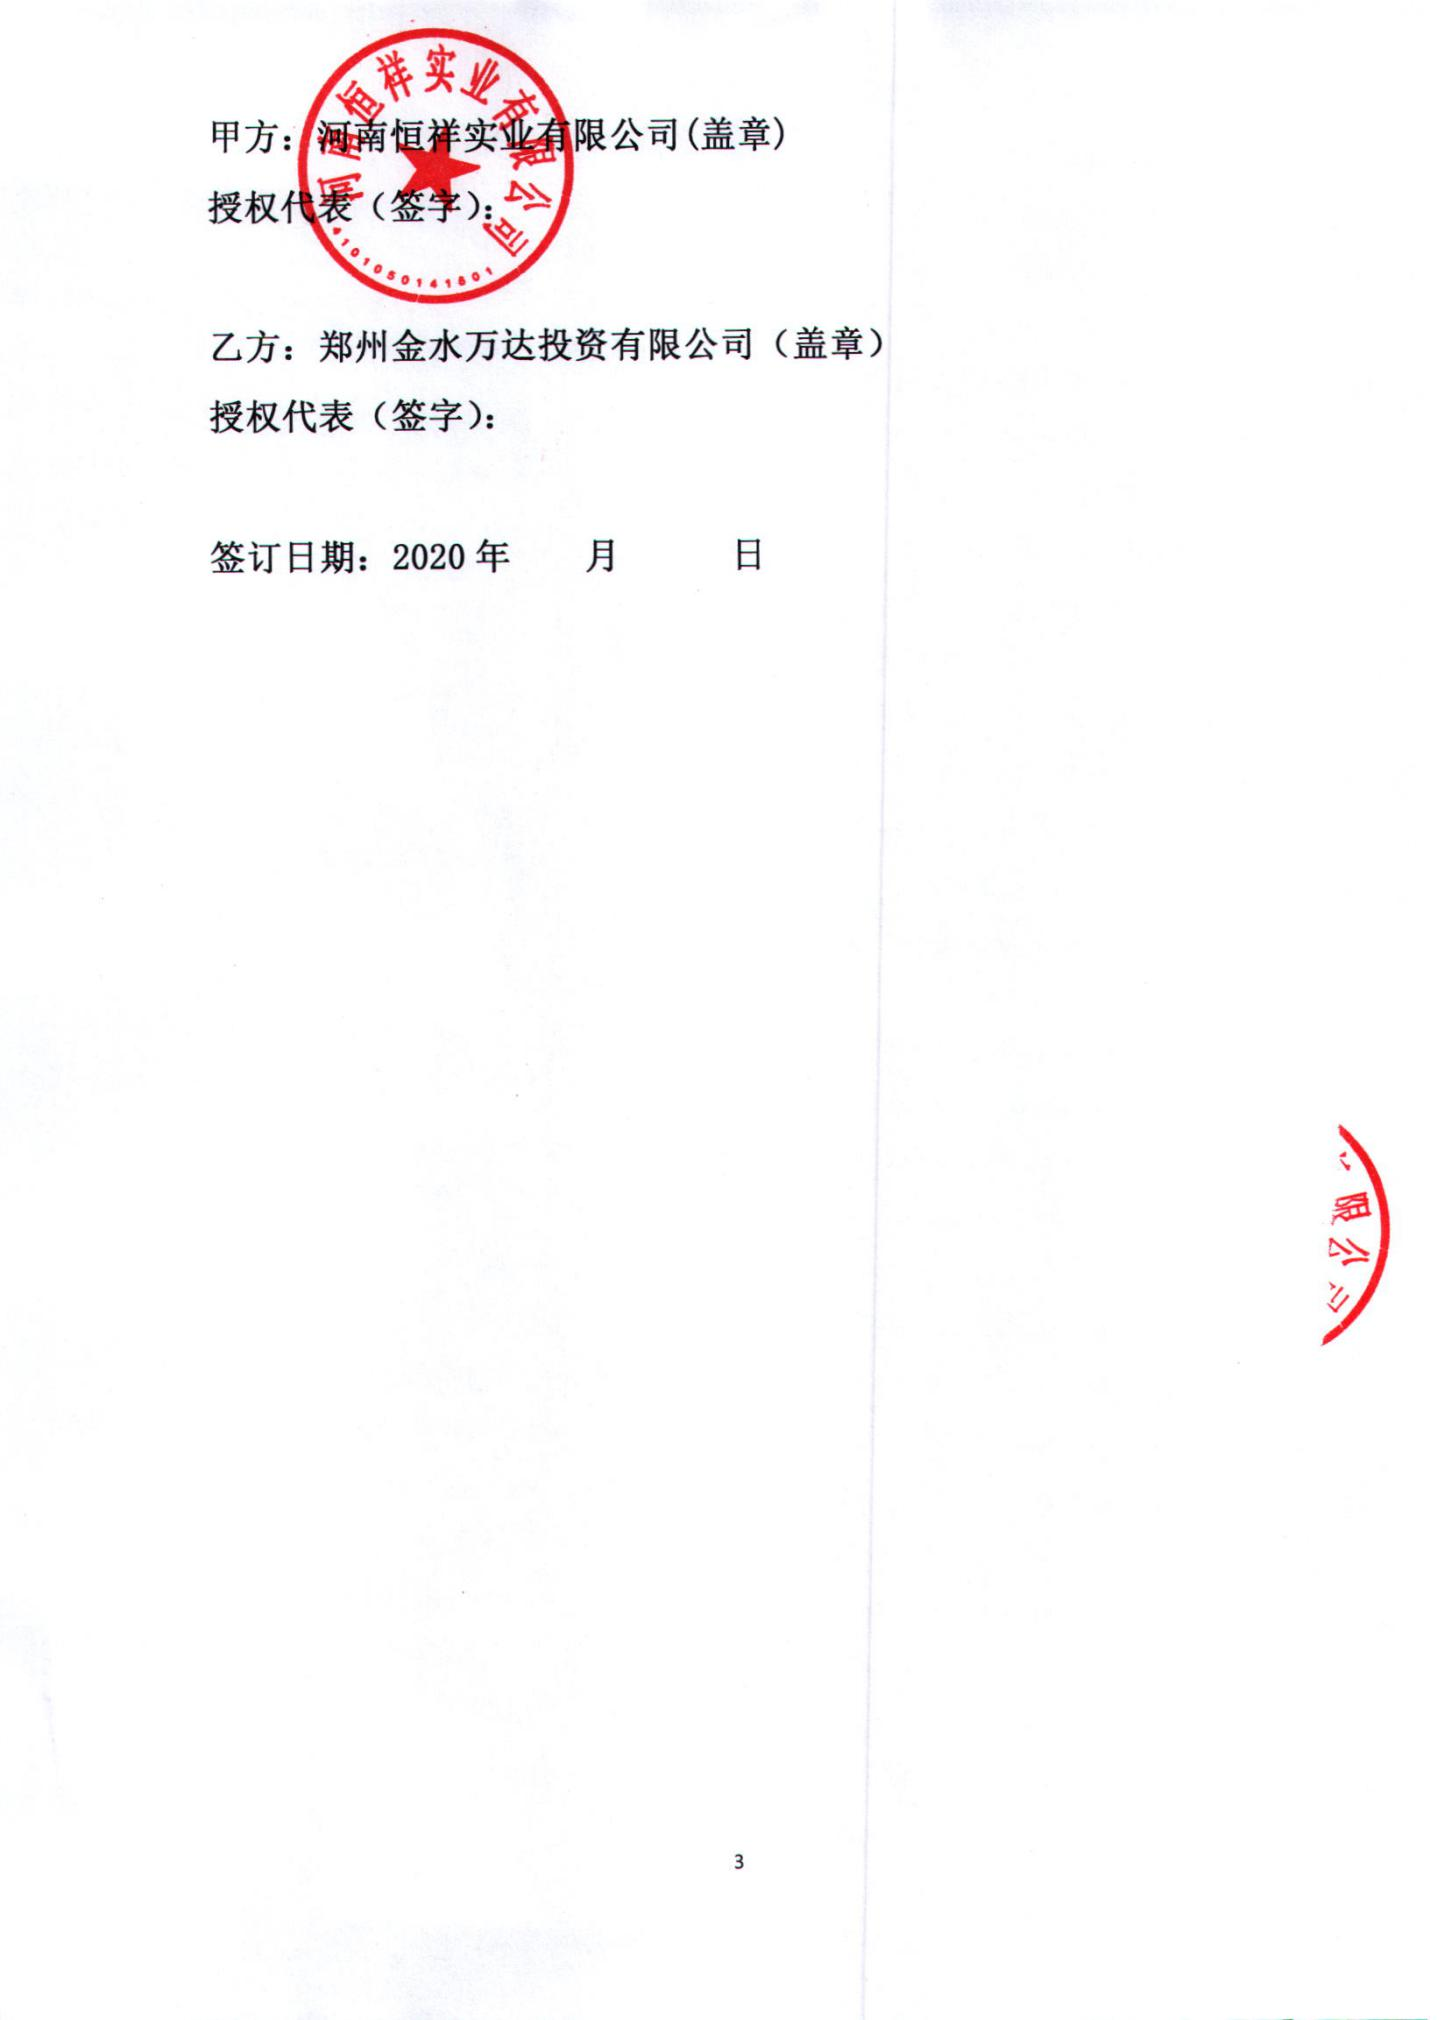 甲方：河南恒祥实业有限公司(盖章)
授权代表（签字）：
河南恒祥实业有限公司
4101050141501
乙方：郑州金水万达投资有限公司（盖章）
授权代表（签字）：
签订日期：2020 年 月 日
限公司
3